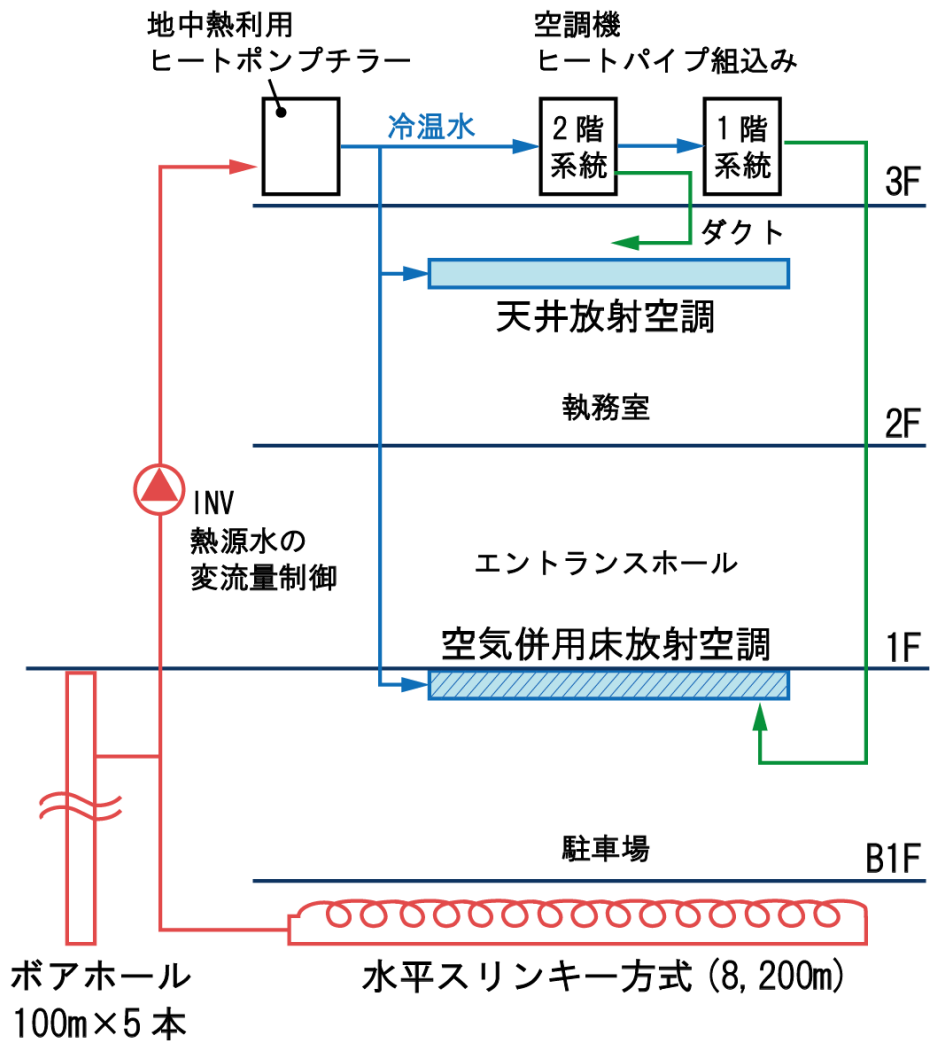 地中熱利用
ヒートポンプチラー
空調機
ヒートパイプ組込み
冷温水
2階
系統
1階
系統
3F
ダクト
天井放射空調
執務室
2F
INV
熱源水の
変流量制御
エントランスホール
空気併用床放射空調
1F
駐車場
B1F
ボアホール
100m×5本
水平スリンキー方式(8,200m)